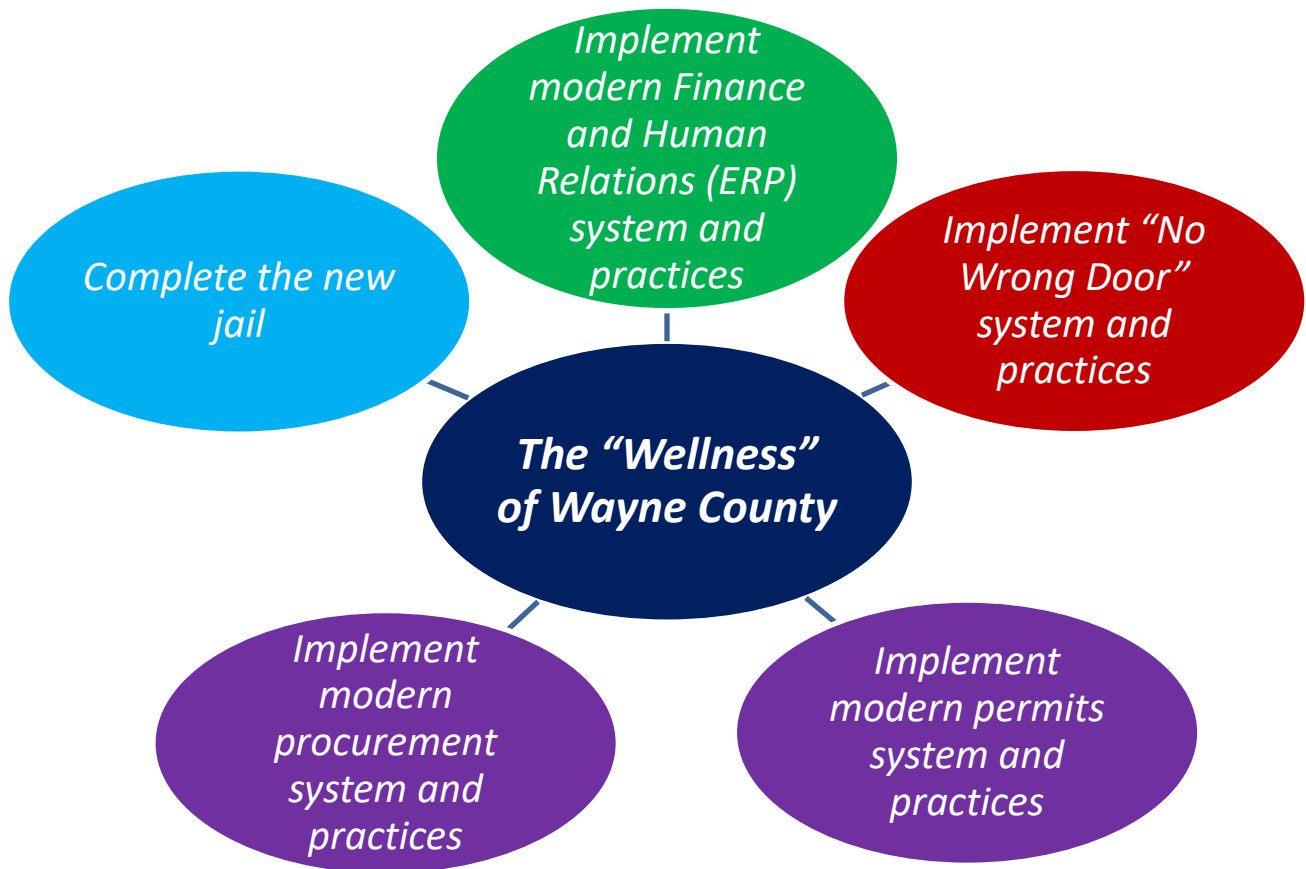 Implement
modern Finance
and Human
Relations (ERP)
system and
practices
Complete the new
jail
Implement “No
Wrong Door”
system and
practices
The “Wellness”
of Wayne County
Implement
modern
procurement
system and
practices
Implement
modern permits
system and
practices